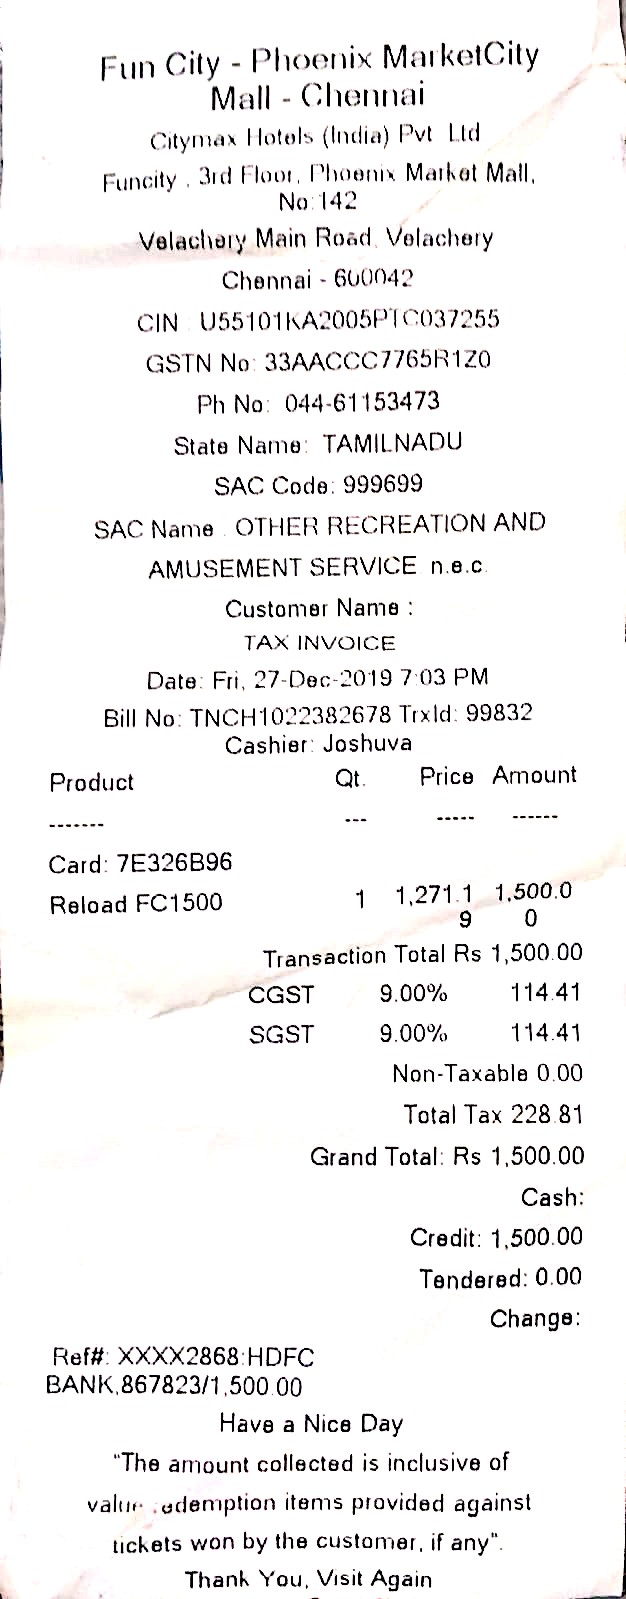 Fun City - Phoenix MarketCity
Mall - Chennai
Citymax Hotels (India) Pvt Ltd
Funcity , 3rd Floor, Phoenix Market Mall,
No:142
Velachery Main Road, Velachery
Chennai - 600042
CIN : U55101KA2005PTC037255
GSTN No: 33AACCC7765R1Z0
Ph No: 044-61153473
State Name: TAMILNADU
SAC Code: 999699
SAC Name : OTHER RECREATION AND
AMUSEMENT SERVICE n.e.c.
Customer Name :
TAX INVOICE
Date: Fri, 27-Dec-2019 7:03 PM
Bill No: TNCH1022382678 TrxId: 99832
Cashier: Joshuva
Product Qt. Price Amount
------- --- ----- ------
Card: 7E326B96
Reload FC1500 1 1,271.1 1,500.0
9 0
Transaction Total Rs 1,500.00
CGST 9.00% 114.41
SGST 9.00% 114.41
Non-Taxable 0.00
Total Tax 228.81
Grand Total: Rs 1,500.00
Cash:
Credit: 1,500.00
Tendered: 0.00
Change:
Ref#: XXXX2868:HDFC
BANK,867823/1,500.00
Have a Nice Day
"The amount collected is inclusive of
items provided against
tickets won by the customer, if any".
Thank You, Visit Again